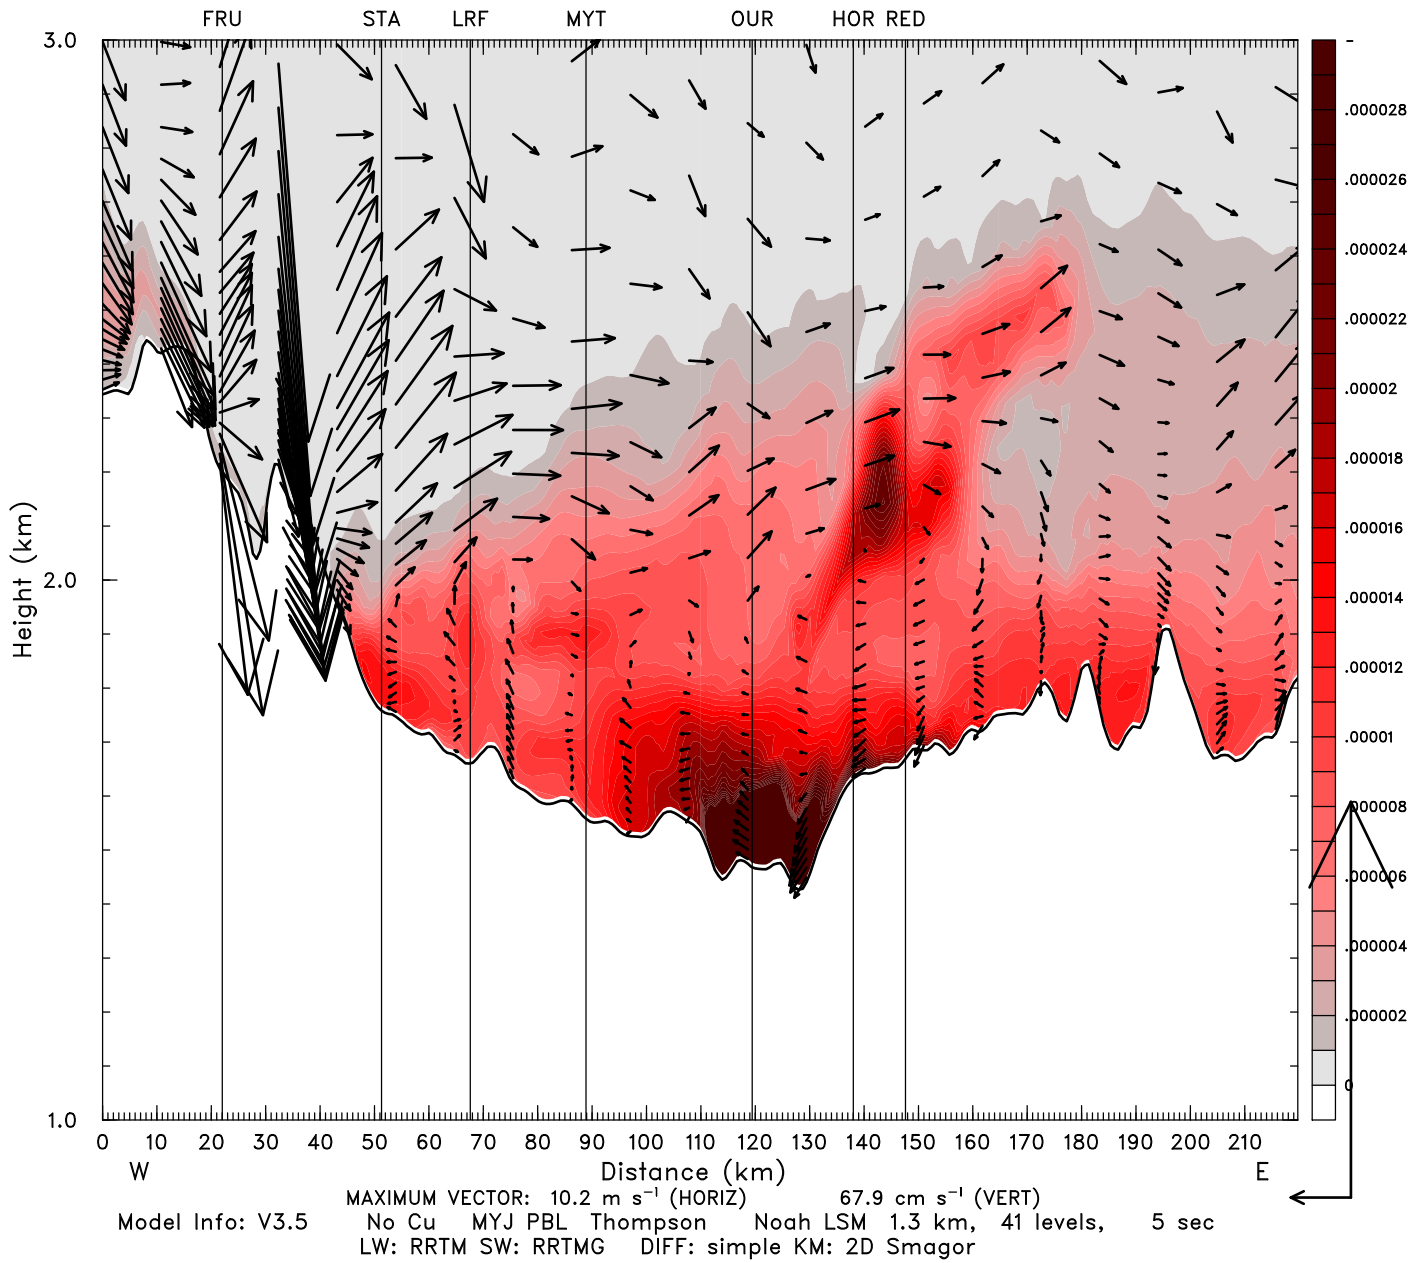 FRU STA LRF MYT OUR HOR RED
3.0
2.0
1.0
Height (km)
.000028
.000026
.000024
.000022
.00002
.000018
.000016
.000014
.000012
.00001
.000008
.000006
.000004
.000002
0
0 10 20 30 40 50 60 70 80 90 100 110 120 130 140 150 160 170 180 190 200 210
W Distance (km) E
MAXIMUM VECTOR: 10.2 m s⁻¹ (HORIZ) 67.9 cm s⁻¹ (VERT)
Model Info: V3.5 No Cu MYJ PBL Thompson Noah LSM 1.3 km, 41 levels, 5 sec
LW: RRTM SW: RRTMG DIFF: simple KM: 2D Smagor